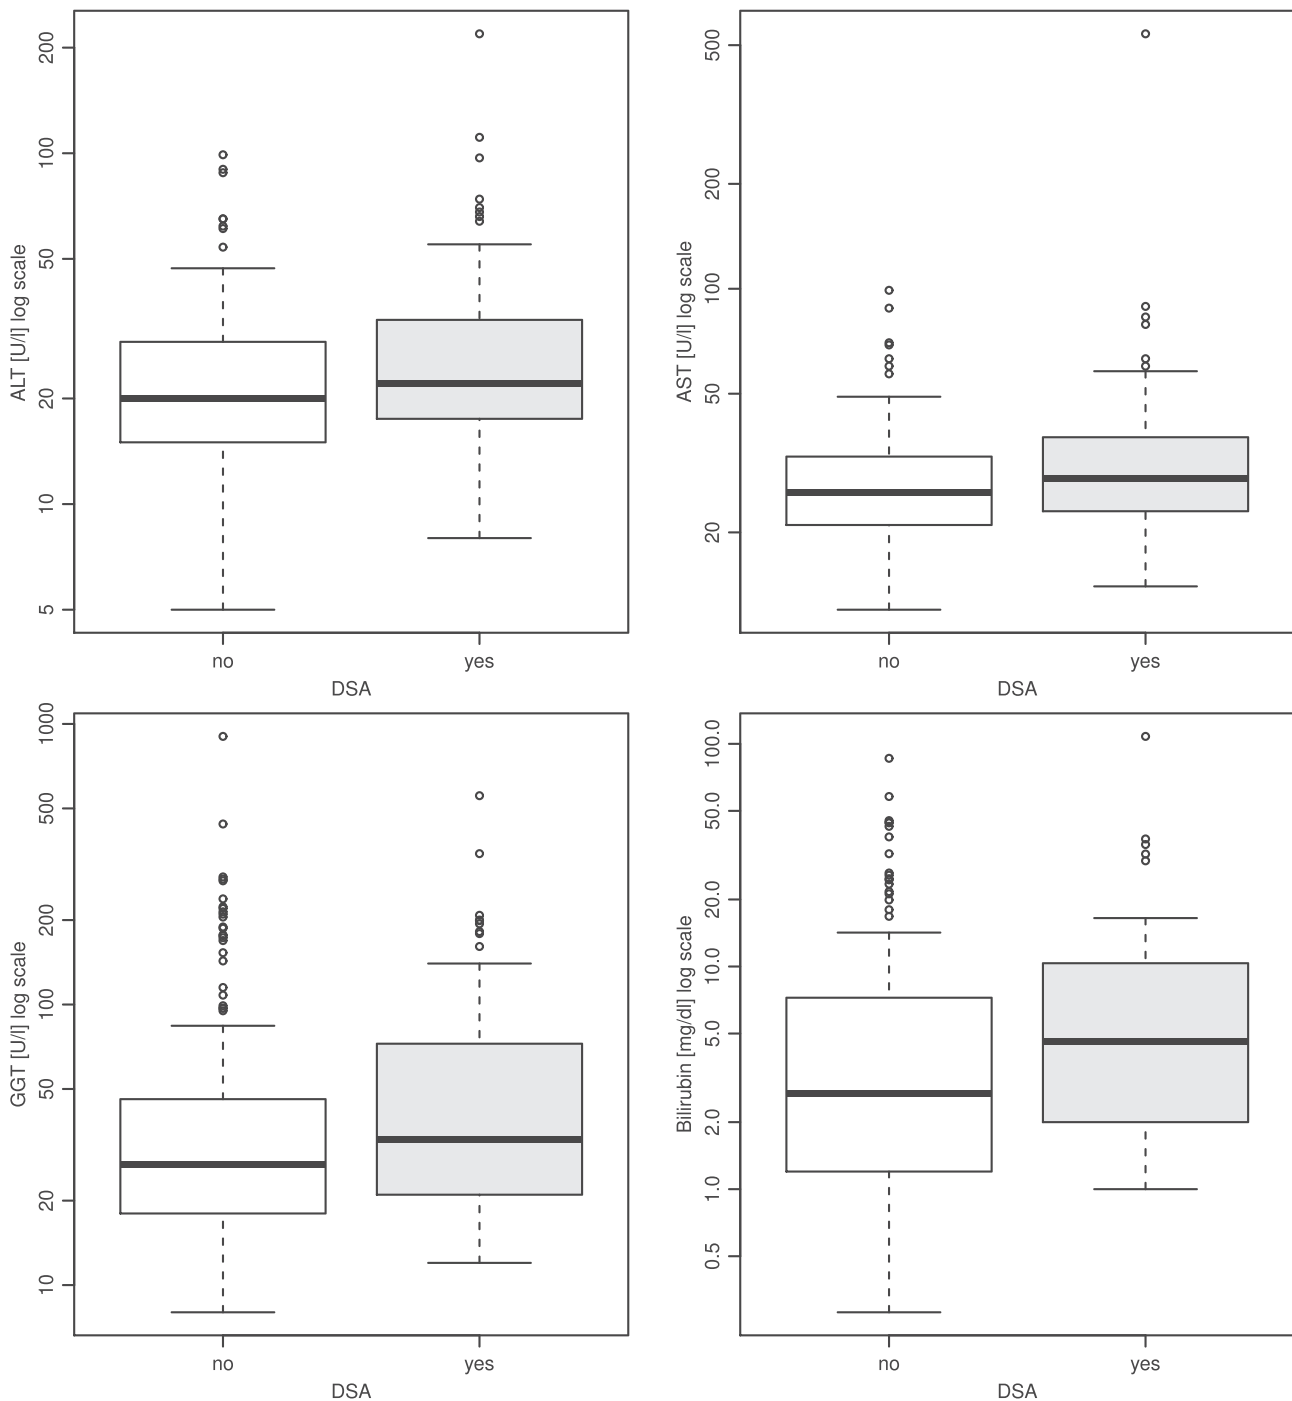 ALT [U/l] log scale
200
100
50
20
10
5
no
yes
DSA
AST [U/l] log scale
500
200
100
50
20
no
yes
DSA
GGT [U/l] log scale
1000
500
200
100
50
20
10
no
yes
DSA
Bilirubin [mg/dl] log scale
100.0
50.0
20.0
10.0
5.0
2.0
1.0
0.5
no
yes
DSA